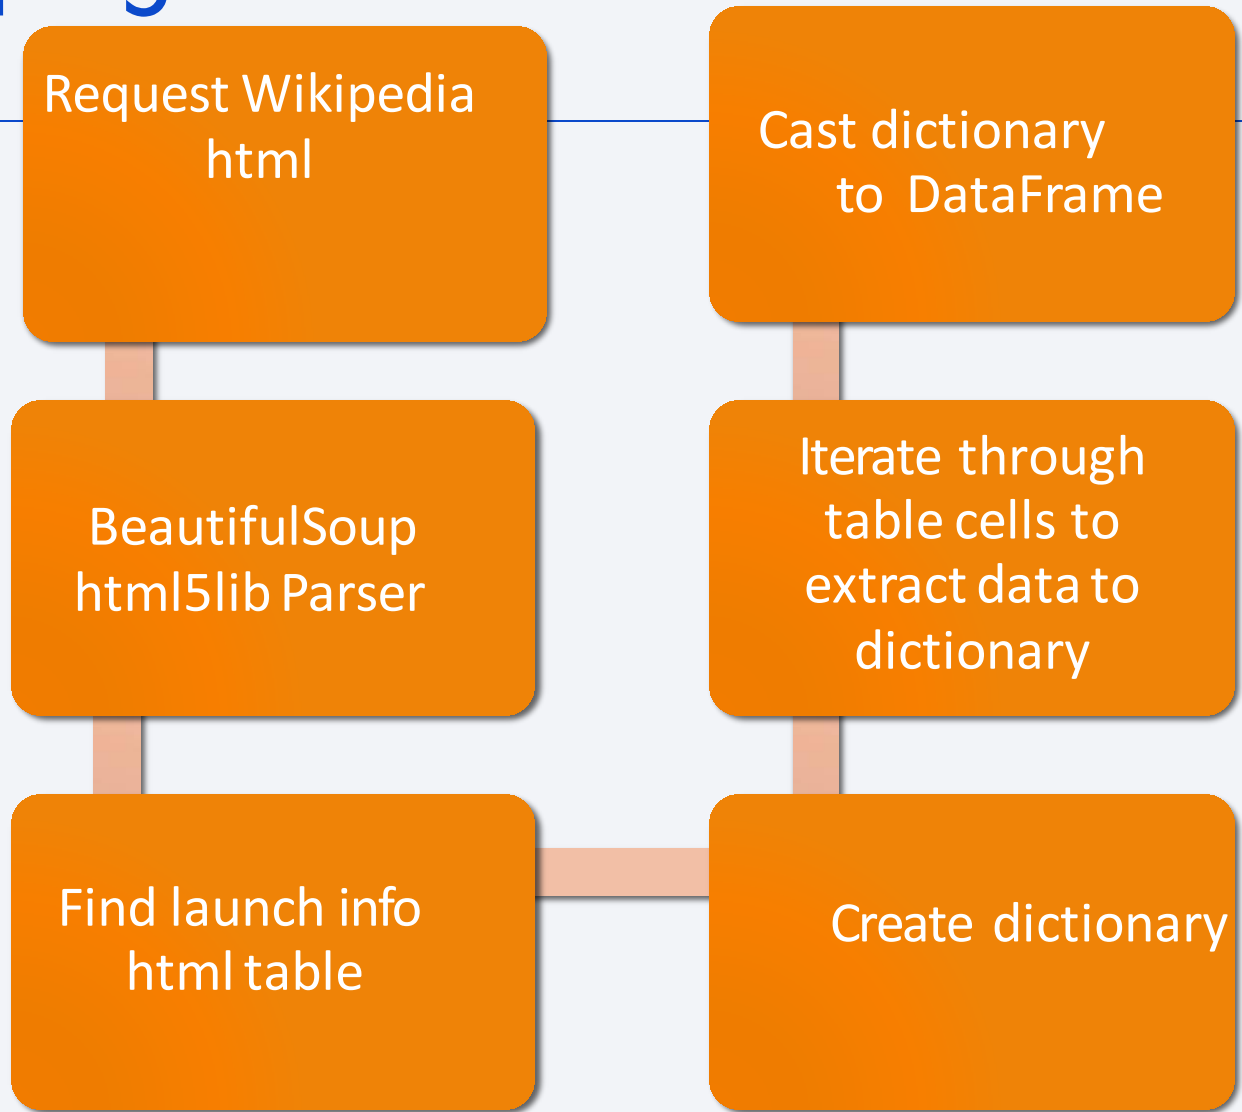 Request Wikipedia
html
BeautifulSoup
html5lib Parser
Find launch info
html table
Create dictionary
Iterate through
table cells to
extract data to
dictionary
Cast dictionary
to DataFrame